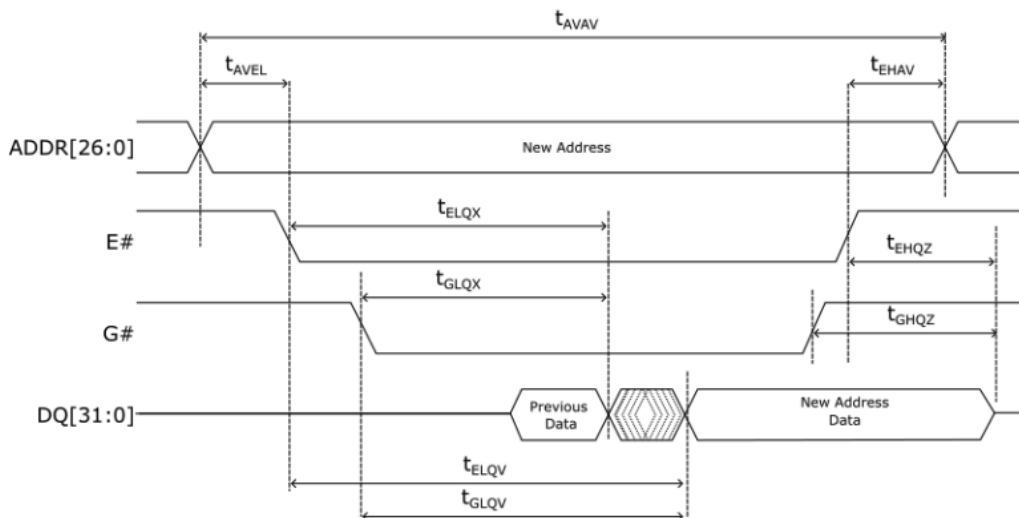 tAVAV
tAVEL
tEHAV
ADDR[26:0]
New Address
tELQX
E#
tEHQZ
tGLQX
G#
tGHQZ
DQ[31:0]
Previous
Data
New Address
Data
tELQV
tGLQV